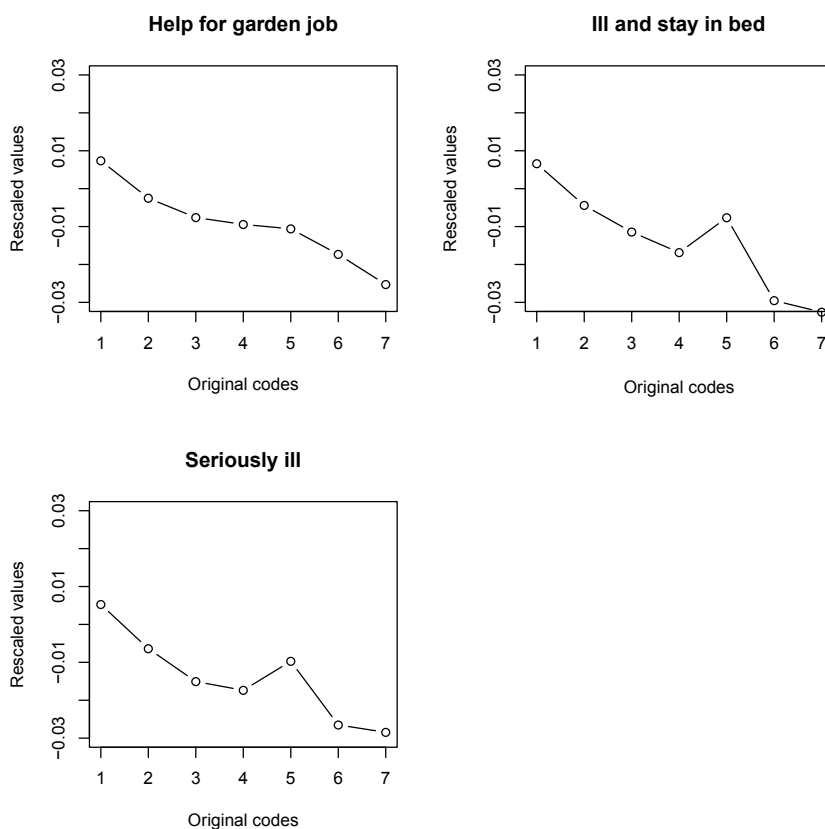 Help for garden job
0.03
0.01
−0.01
−0.03
Rescaled values
1 2 3 4 5 6 7
Original codes
Ill and stay in bed
0.03
0.01
−0.01
−0.03
Rescaled values
1 2 3 4 5 6 7
Original codes
Seriously ill
0.03
0.01
−0.01
−0.03
Rescaled values
1 2 3 4 5 6 7
Original codes